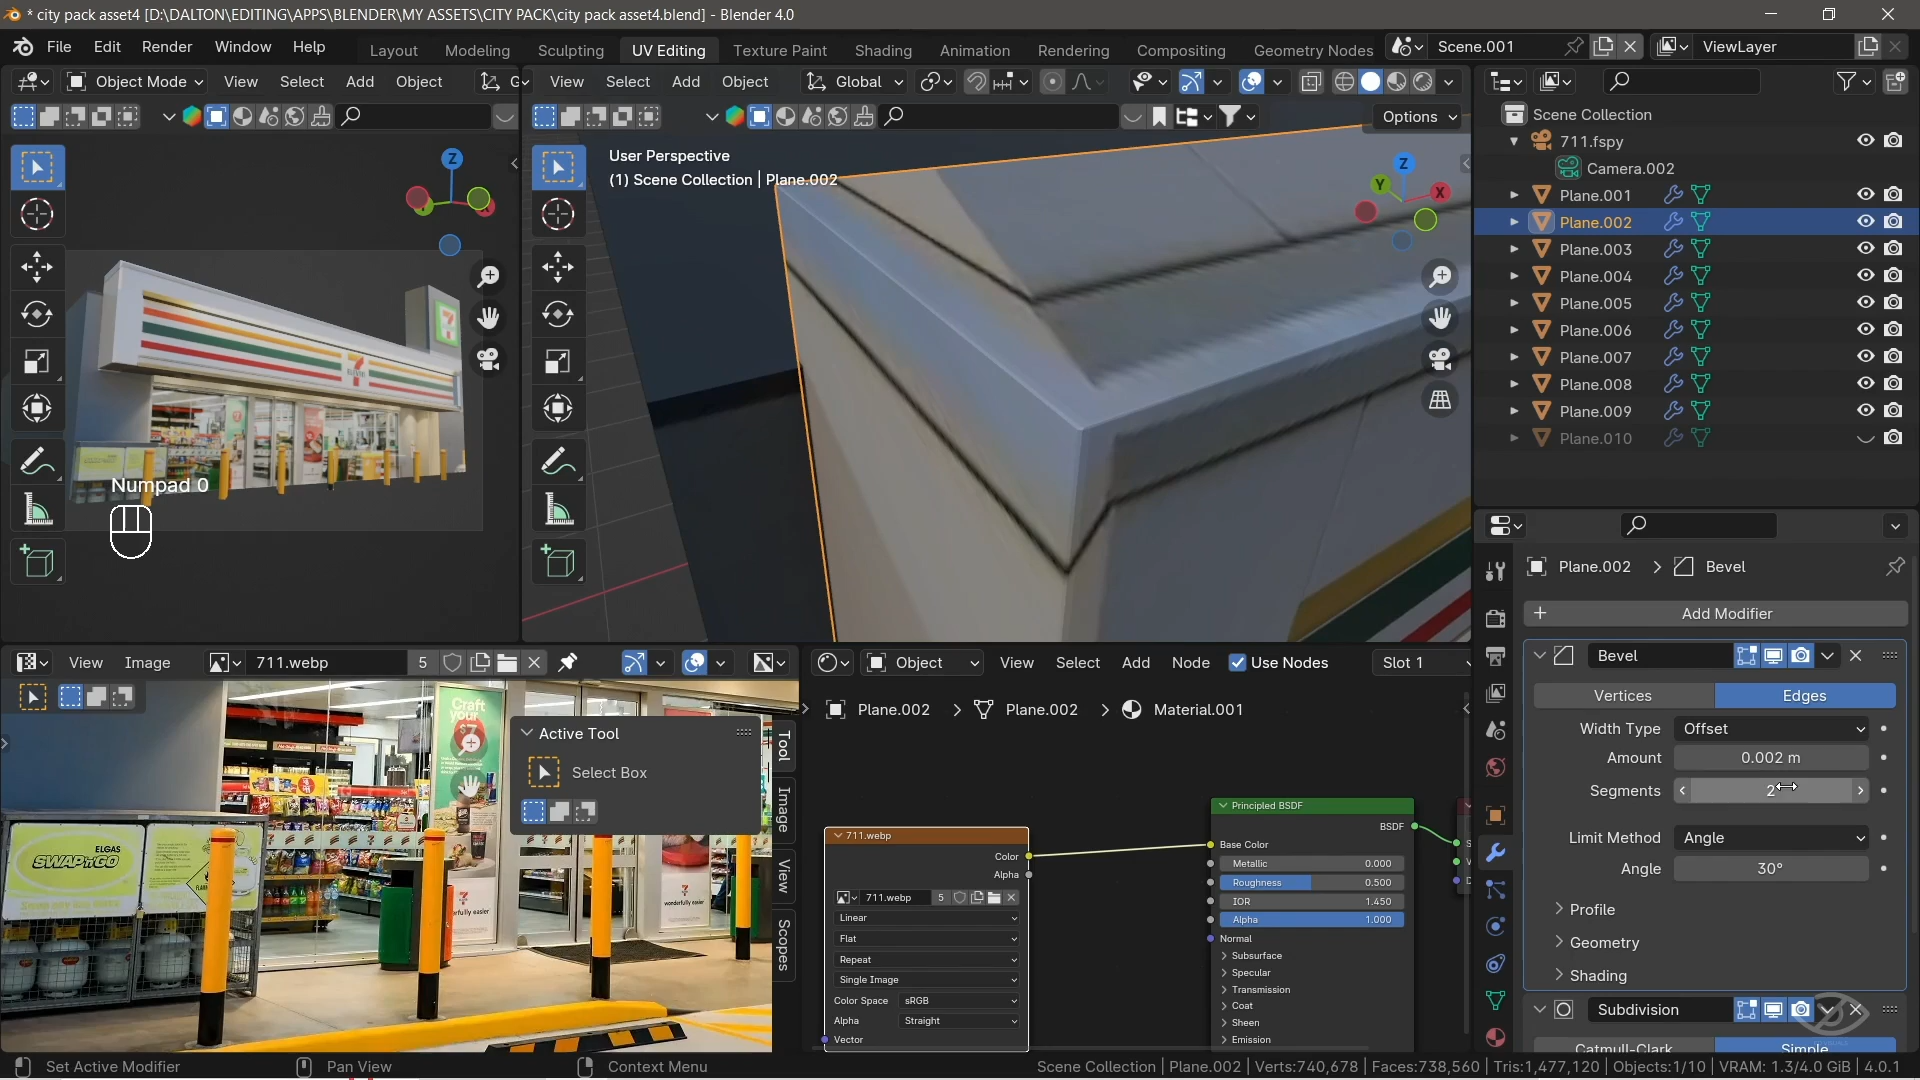 * city pack asset4 [D:\DALTON\EDITING\APPS\BLENDER\MY ASSETS\CITY PACK\city pack asset4.blend] - Blender 4.0
File Edit Render Window Help
Layout Modeling Sculpting UV Editing Texture Paint Shading Animation Rendering Compositing Geometry Nodes
Scene.001
ViewLayer
Object Mode View Select Add Object
View Select Add Object Global
Options
User Perspective
(1) Scene Collection | Plane.002
Z
Z
Y
X
Numpad 0
Scene Collection
711.fspy
Camera.002
Plane.001
Plane.002
Plane.003
Plane.004
Plane.005
Plane.006
Plane.007
Plane.008
Plane.009
Plane.010
Plane.002 > Bevel
+ Add Modifier
Bevel
Vertices Edges
Width Type Offset
Amount 0.002 m
Segments 2
Limit Method Angle
Angle 30°
Profile
Geometry
Shading
Subdivision
Catmull-Clark Simple
View Image 711.webp 5
Craft
your
ELGAS
SWAP'n'GO
Active Tool
Select Box
Tool
Image
View
Scopes
Object View Select Add Node Use Nodes Slot 1
Plane.002 > Plane.002 > Material.001
711.webp
Color
Alpha
711.webp 5
Linear
Flat
Repeat
Single Image
Color Space sRGB
Alpha Straight
Vector
Principled BSDF
BSDF
Base Color
Metallic 0.000
Roughness 0.500
IOR 1.450
Alpha 1.000
Normal
Subsurface
Specular
Transmission
Coat
Sheen
Emission
Set Active Modifier
Pan View
Context Menu
Scene Collection | Plane.002 | Verts:740,678 | Faces:738,560 | Tris:1,477,120 | Objects:1/10 | VRAM: 1.3/4.0 GiB | 4.0.1